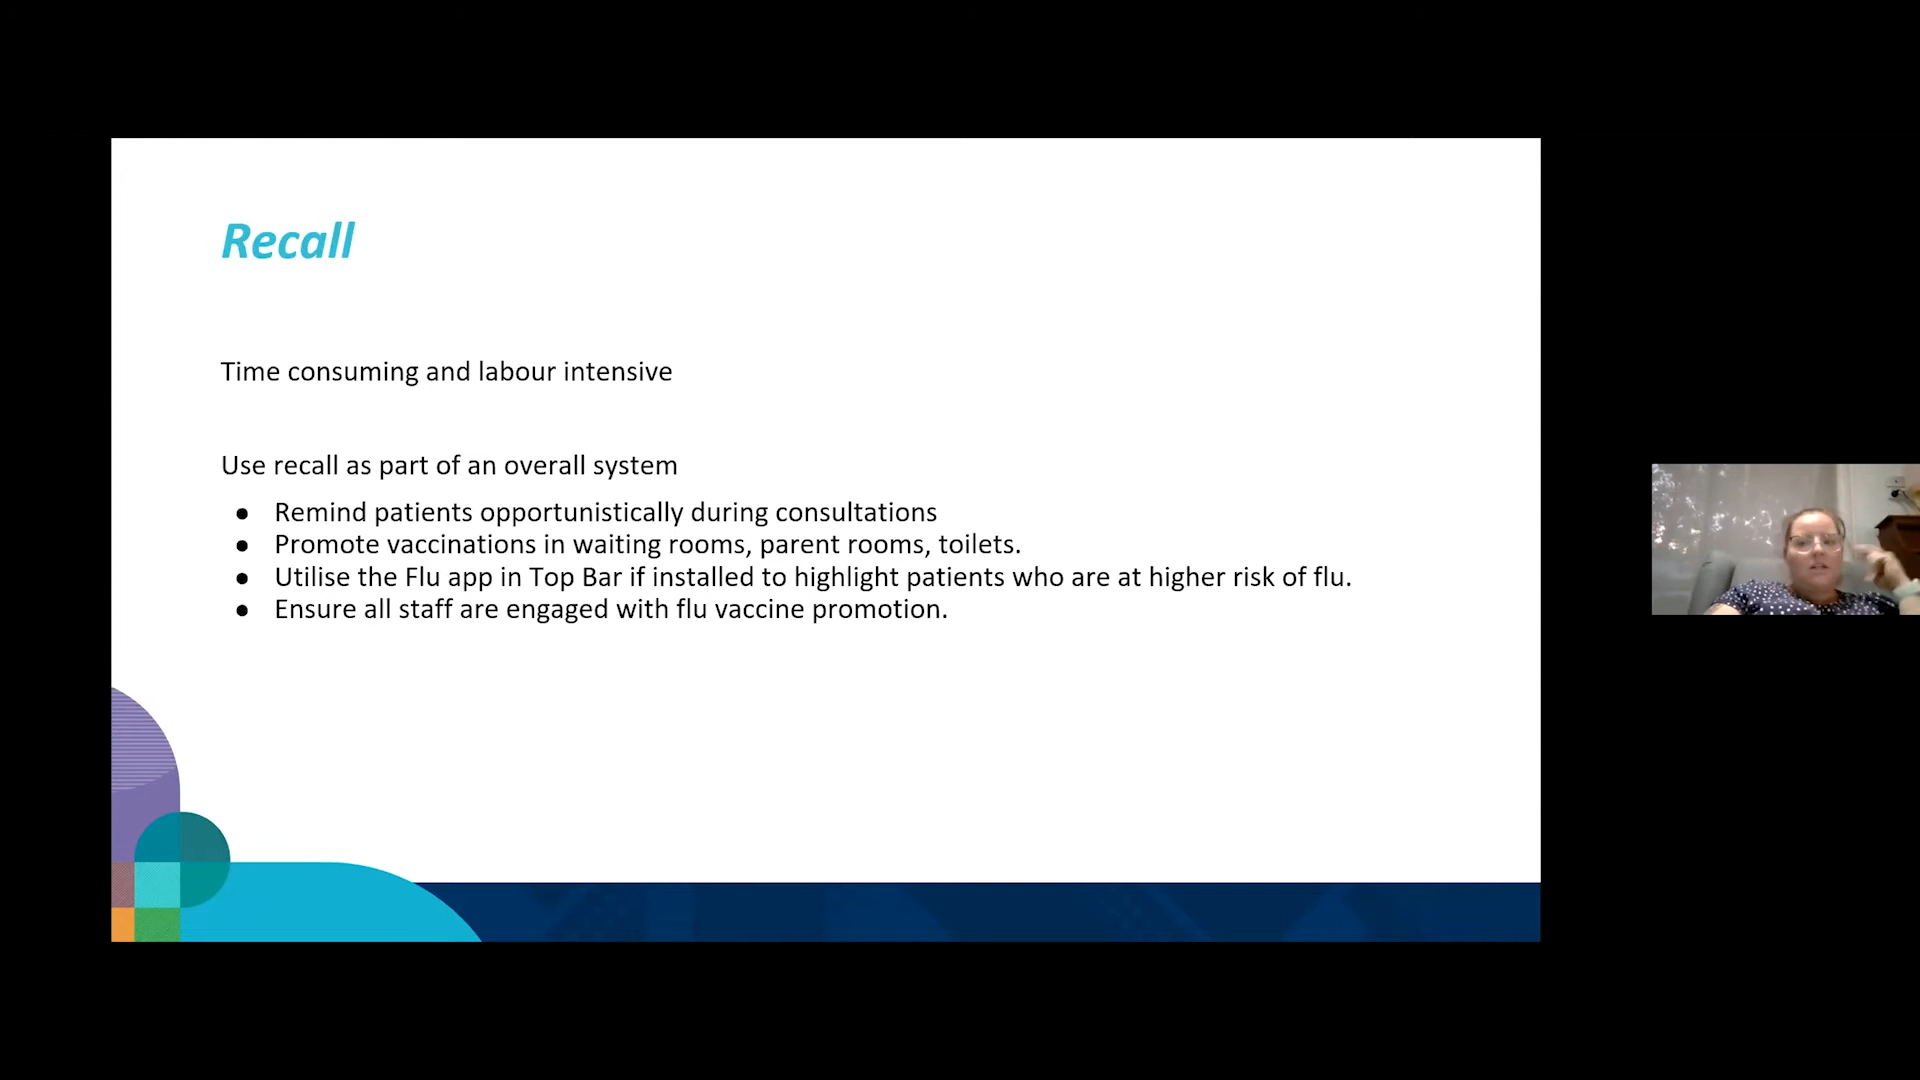 Recall
Time consuming and labour intensive
Use recall as part of an overall system
● Remind patients opportunistically during consultations
● Promote vaccinations in waiting rooms, parent rooms, toilets.
● Utilise the Flu app in Top Bar if installed to highlight patients who are at higher risk of flu.
● Ensure all staff are engaged with flu vaccine promotion.